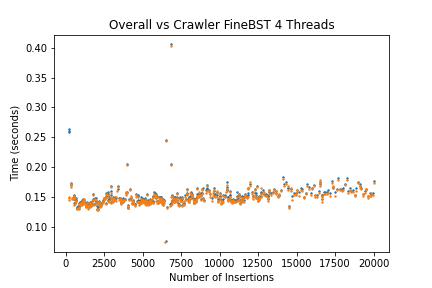 Overall vs Crawler FineBST 4 Threads
0.40
0.35
0.30
0.25
0.20
0.15
0.10
Time (seconds)
0 2500 5000 7500 10000 12500 15000 17500 20000
Number of Insertions